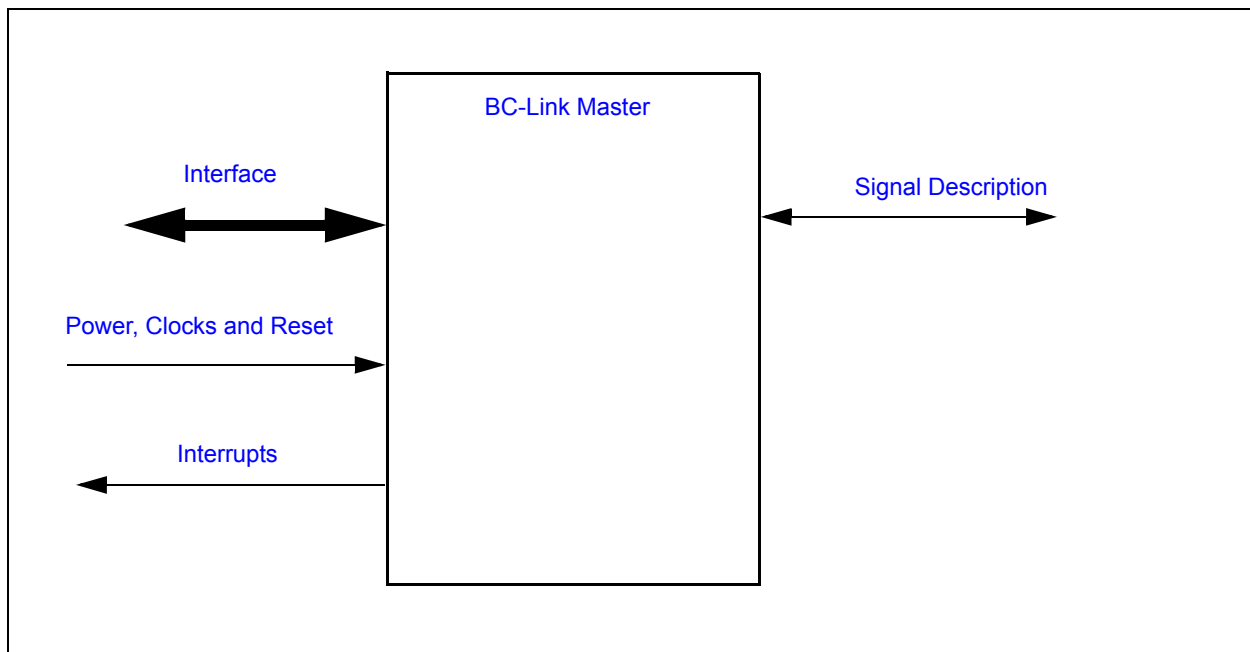 BC-Link Master
Interface
Signal Description
Power, Clocks and Reset
Interrupts